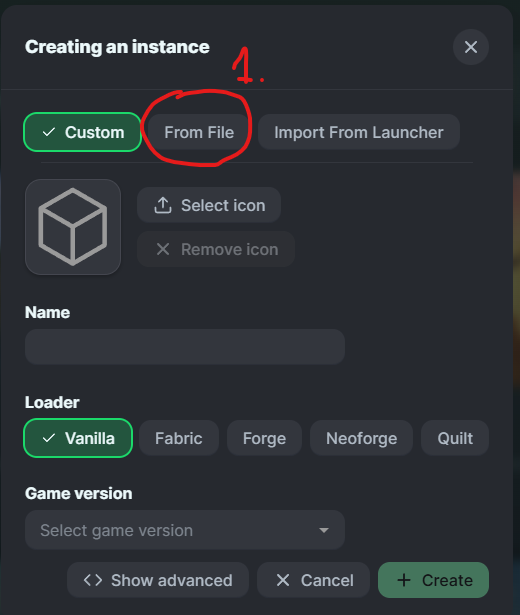 Creating an instance
1.
Custom From File Import From Launcher
Select icon
Remove icon
Name
Loader
Vanilla Fabric Forge Neoforge Quilt
Game version
Select game version
Show advanced Cancel Create